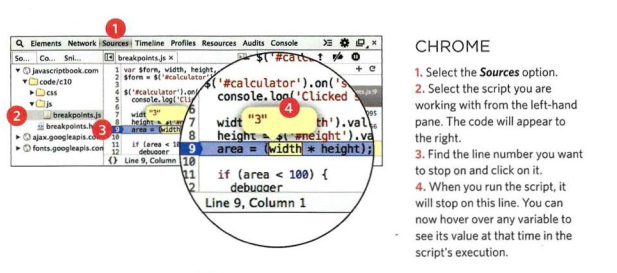 1
Elements Network Sources Timeline Profiles Resources Audits Console
So... Co... Sni...
breakpoints.js ×
javascriptbook.com
code/c10
css
js
2
breakpoints.js
breakpoints.h
ajax.googleapis.com
fonts.googleapis.com
1 var $form, width, height,
2 $form = $('#calculator'
3
4 $('#calculator').on('s
5 console.log('Cli
6
7 widt
8 height
3
9 area = (width
10
11 if (area < 10
12 debugger
{} Line 9, Column
$('#calc
$('#calculator').on('s
console.log('Clicked s
"3"
4
"3"
7 widt h').val
8 height = $('#height').va
9 area = (width * height);
10
11 if (area < 100) {
12 debugger
Line 9, Column 1
CHROME
1. Select the Sources option.
2. Select the script you are
working with from the left-hand
pane. The code will appear to
the right.
3. Find the line number you want
to stop on and click on it.
4. When you run the script, it
will stop on this line. You can
now hover over any variable to
see its value at that time in the
script's execution.